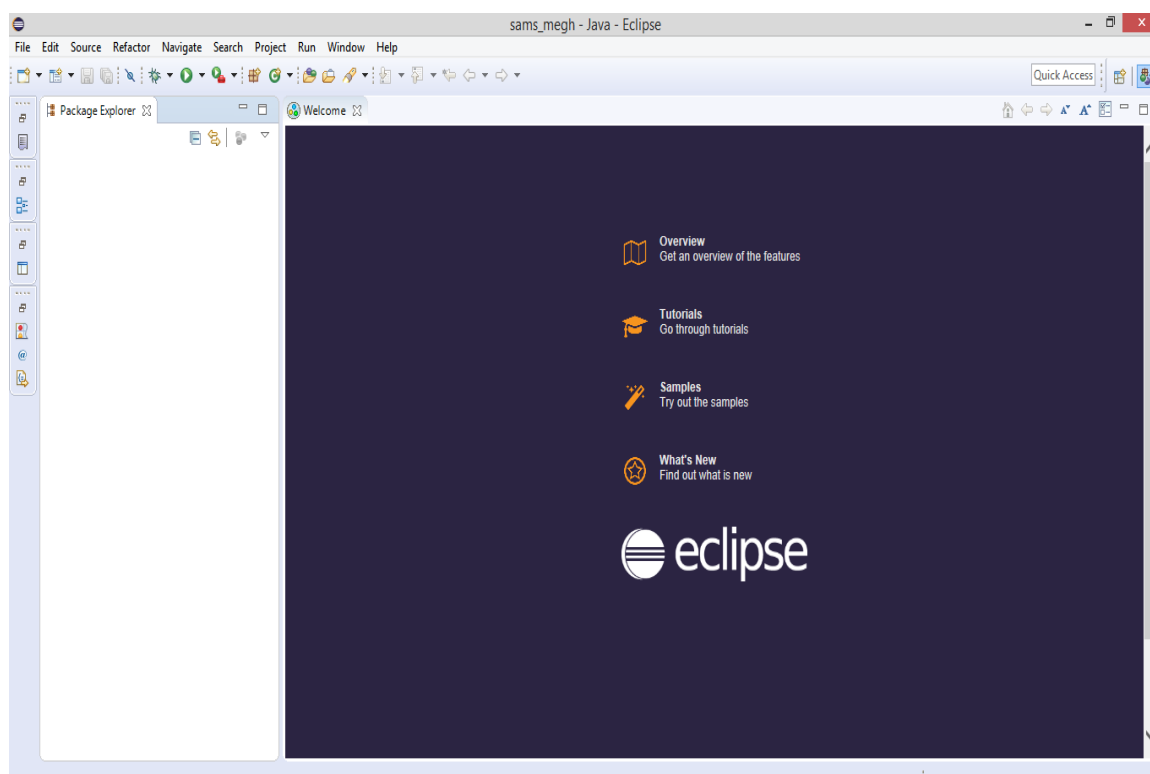 sams_megh - Java - Eclipse
File Edit Source Refactor Navigate Search Project Run Window Help
Quick Access
Package Explorer
Welcome
Overview
Get an overview of the features
Tutorials
Go through tutorials
Samples
Try out the samples
What's New
Find out what is new
eclipse